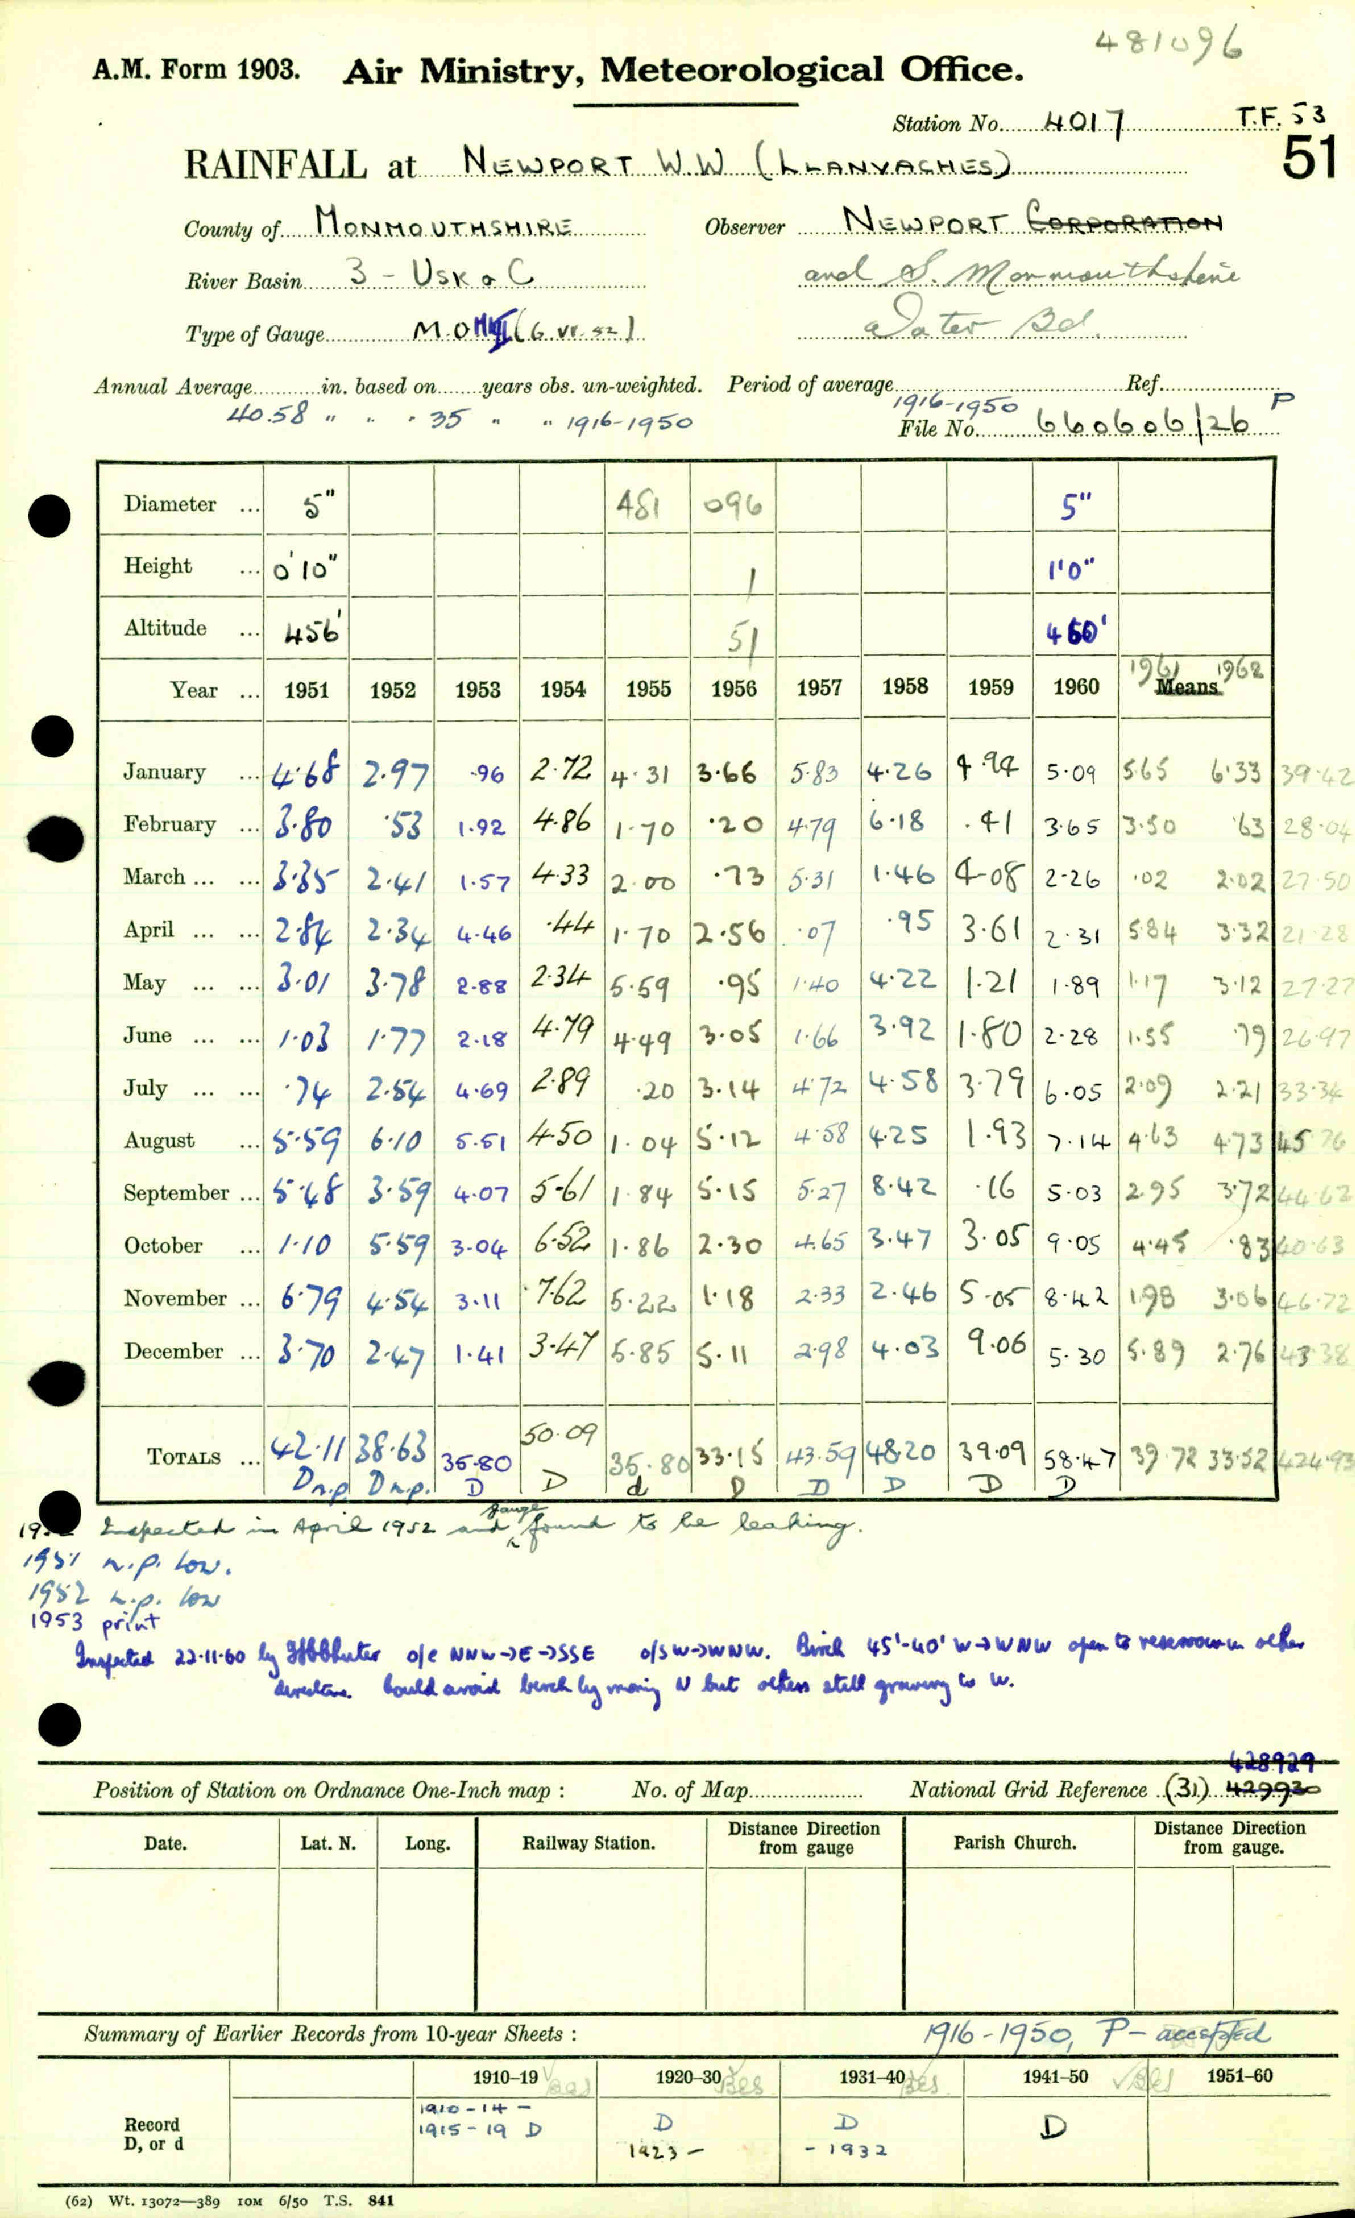 481096
A.M. Form 1903. Air Ministry, Meteorological Office.
Station No. 4017 T.F. 53
51
RAINFALL at NEWPORT W.W (LLANVACHES)
County of MONMOUTHSHIRE Observer NEWPORT CORPORATION
River Basin 3 - USK & C and S. Monmouthshire
Type of Gauge M.O MkII (6.VI.52) Water Bd.
Annual Average in. based on years obs. un-weighted. Period of average Ref.
40.58 " . . 35 " " 1916-1950 1916-1950 P
File No. 660606/26
Diameter ... 5" 481 096 5"
Height ... 0'10" 1 1'0"
Altitude ... 456' 51 460'
Year ... 1951 1952 1953 1954 1955 1956 1957 1958 1959 1960 Means 1961 1962
January ... 4.68 2.97 .96 2.72 4.31 3.66 5.83 4.26 4.94 5.09 5.65 6.33 39.42
February ... 3.80 .53 1.92 4.86 1.70 .20 4.79 6.18 .41 3.65 3.50 .63 28.04
March ... ... 3.35 2.41 1.57 4.33 2.00 .73 5.31 1.46 4.08 2.26 .02 2.02 27.50
April ... ... 2.84 2.34 4.46 .44 1.70 2.56 .07 .95 3.61 2.31 5.84 3.32 21.28
May ... ... 3.01 3.78 2.88 2.34 5.59 .95 1.40 4.22 1.21 1.89 1.17 3.12 27.27
June ... ... 1.03 1.77 2.18 4.79 4.49 3.05 1.66 3.92 1.80 2.28 1.55 .79 26.97
July ... ... .74 2.54 4.69 2.89 .20 3.14 4.72 4.58 3.79 6.05 2.09 2.21 33.34
August ... 5.59 6.10 5.51 4.50 1.04 5.12 4.58 4.25 1.93 7.14 4.63 4.73 45.76
September ... 5.48 3.59 4.07 5.61 1.84 5.15 5.27 8.42 .16 5.03 2.95 3.72 44.62
October ... 1.10 5.59 3.04 6.52 1.86 2.30 4.65 3.47 3.05 9.05 4.45 .83 40.63
November ... 6.79 4.54 3.11 7.62 5.22 1.18 2.33 2.46 5.05 8.42 1.98 3.06 46.72
December ... 3.70 2.47 1.41 3.47 5.85 5.11 2.98 4.03 9.06 5.30 5.89 2.76 43.38
TOTALS ... 42.11 38.63 35.80 50.09 35.80 33.15 43.59 48.20 39.09 58.47 39.72 33.52 424.93
D n.p. D n.p. D D d D D D D D
Inspected in April 1952 and gauge found to be leaking.
1951 n.p. low.
1952 n.p. low
1953 print
Inspected 22.11.60 by o/e NNW→E→SSE o/s W→WNW. Birch 45'-40' W→WNW open to reservoir in other
directions. Could avoid birch by moving N but others still growing to W.
428929
Position of Station on Ordnance One-Inch map : No. of Map National Grid Reference (31) 429930
Date. Lat. N. Long. Railway Station. Distance from gauge Direction Parish Church. Distance from gauge. Direction
Summary of Earlier Records from 10-year Sheets : 1916-1950, P- accepted
1910–19 1920–30 1931–40 1941–50 1951–60
Record D, or d
1910-14 -
1915-19 D D D D
1923 - - 1932
(62) Wt. 13072—389 10M 6/50 T.S. 841